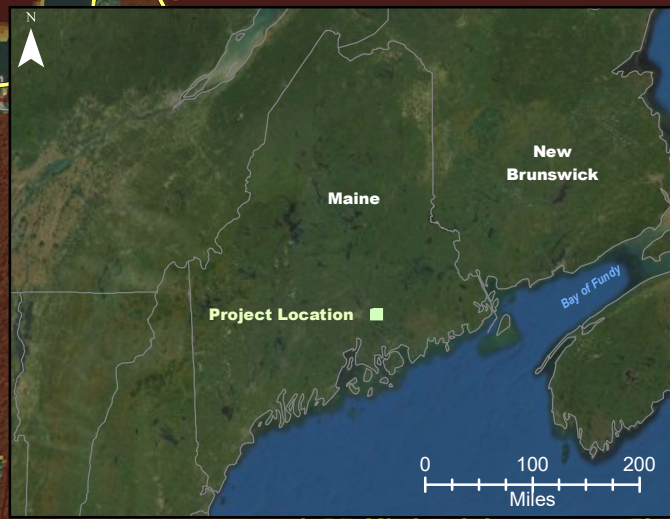 N
Maine
New
Brunswick
Project Location
Bay of Fundy
0 100 200
Miles